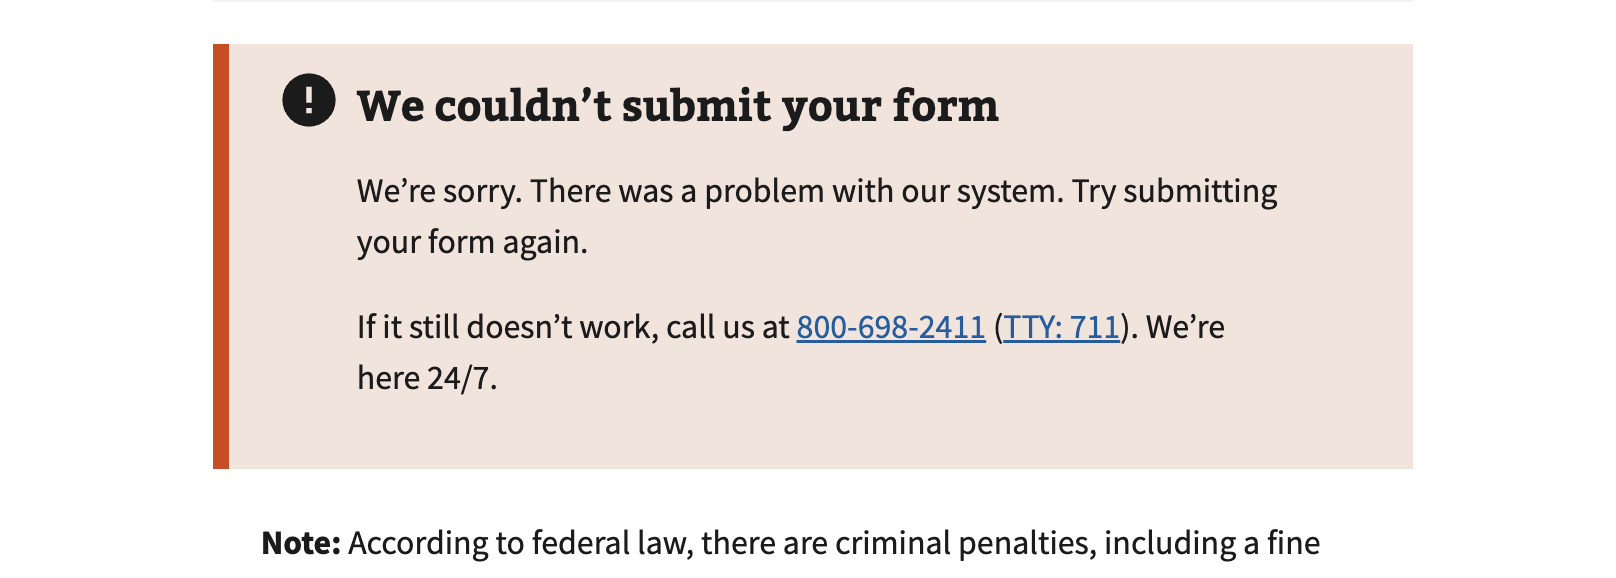 We couldn’t submit your form
We’re sorry. There was a problem with our system. Try submitting
your form again.
If it still doesn’t work, call us at 800-698-2411 (TTY: 711). We’re
here 24/7.
Note: According to federal law, there are criminal penalties, including a fine